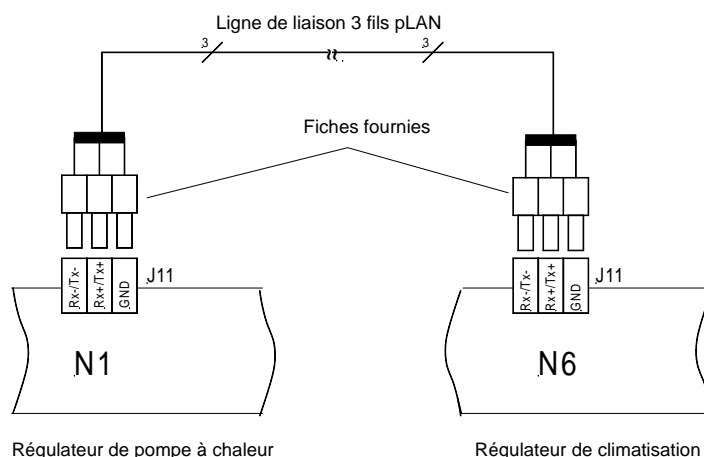 Ligne de liaison 3 fils pLAN
3 3
Fiches fournies
Rx-/Tx- Rx+/Tx+ GND J11 Rx-/Tx- Rx+/Tx+ GND J11
N1 N6
Régulateur de pompe à chaleur Régulateur de climatisation